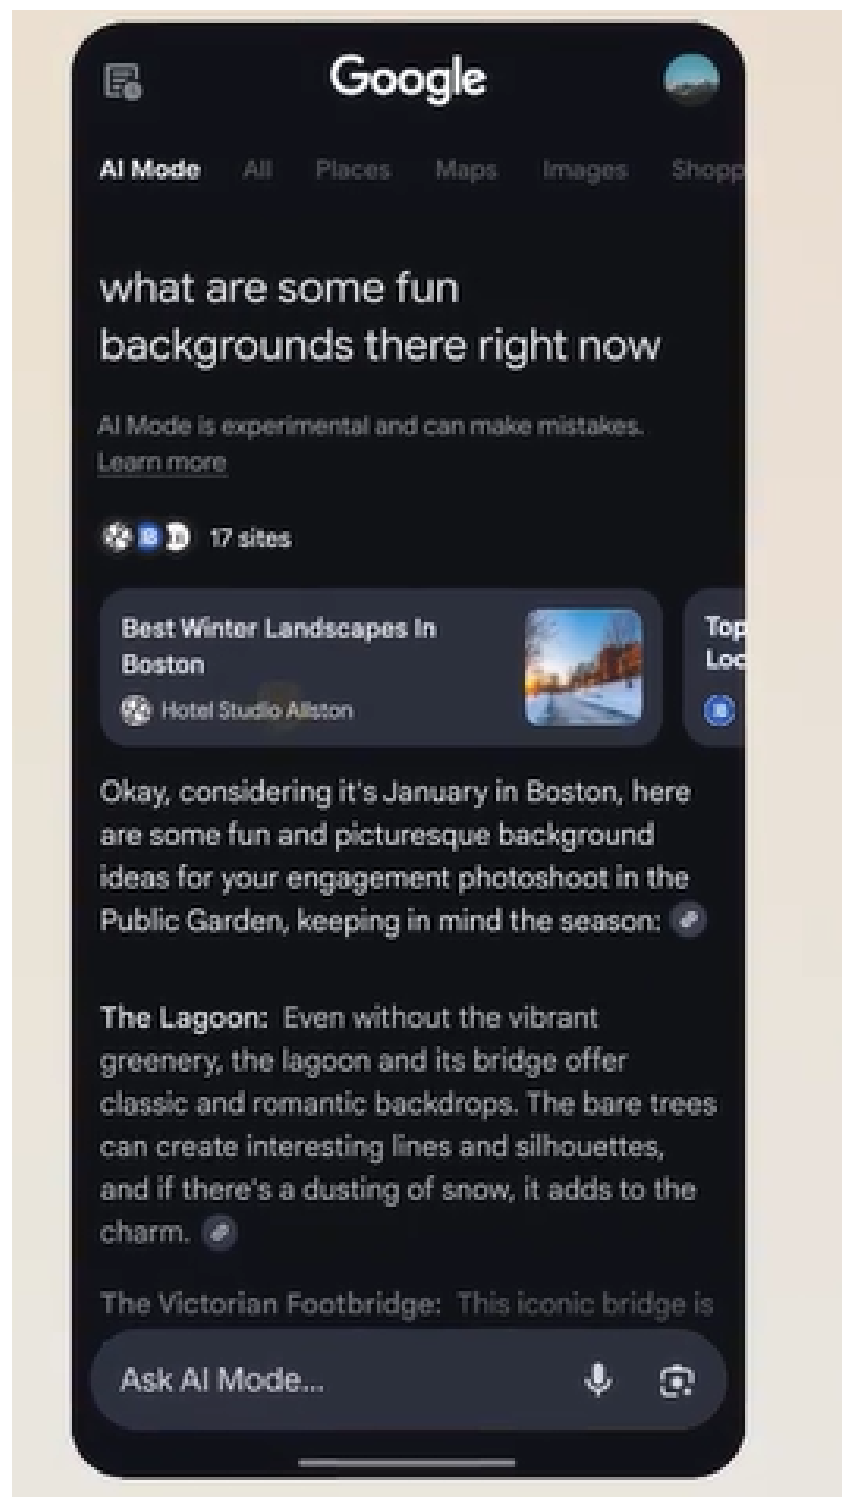 Google
AI Mode All Places Maps Images Shopp
what are some fun
backgrounds there right now
AI Mode is experimental and can make mistakes.
Learn more
17 sites
Best Winter Landscapes In
Boston
Hotel Studio Allston
Top
Loc
Okay, considering it's January in Boston, here
are some fun and picturesque background
ideas for your engagement photoshoot in the
Public Garden, keeping in mind the season:
The Lagoon: Even without the vibrant
greenery, the lagoon and its bridge offer
classic and romantic backdrops. The bare trees
can create interesting lines and silhouettes,
and if there's a dusting of snow, it adds to the
charm.
The Victorian Footbridge: This iconic bridge is
Ask AI Mode...